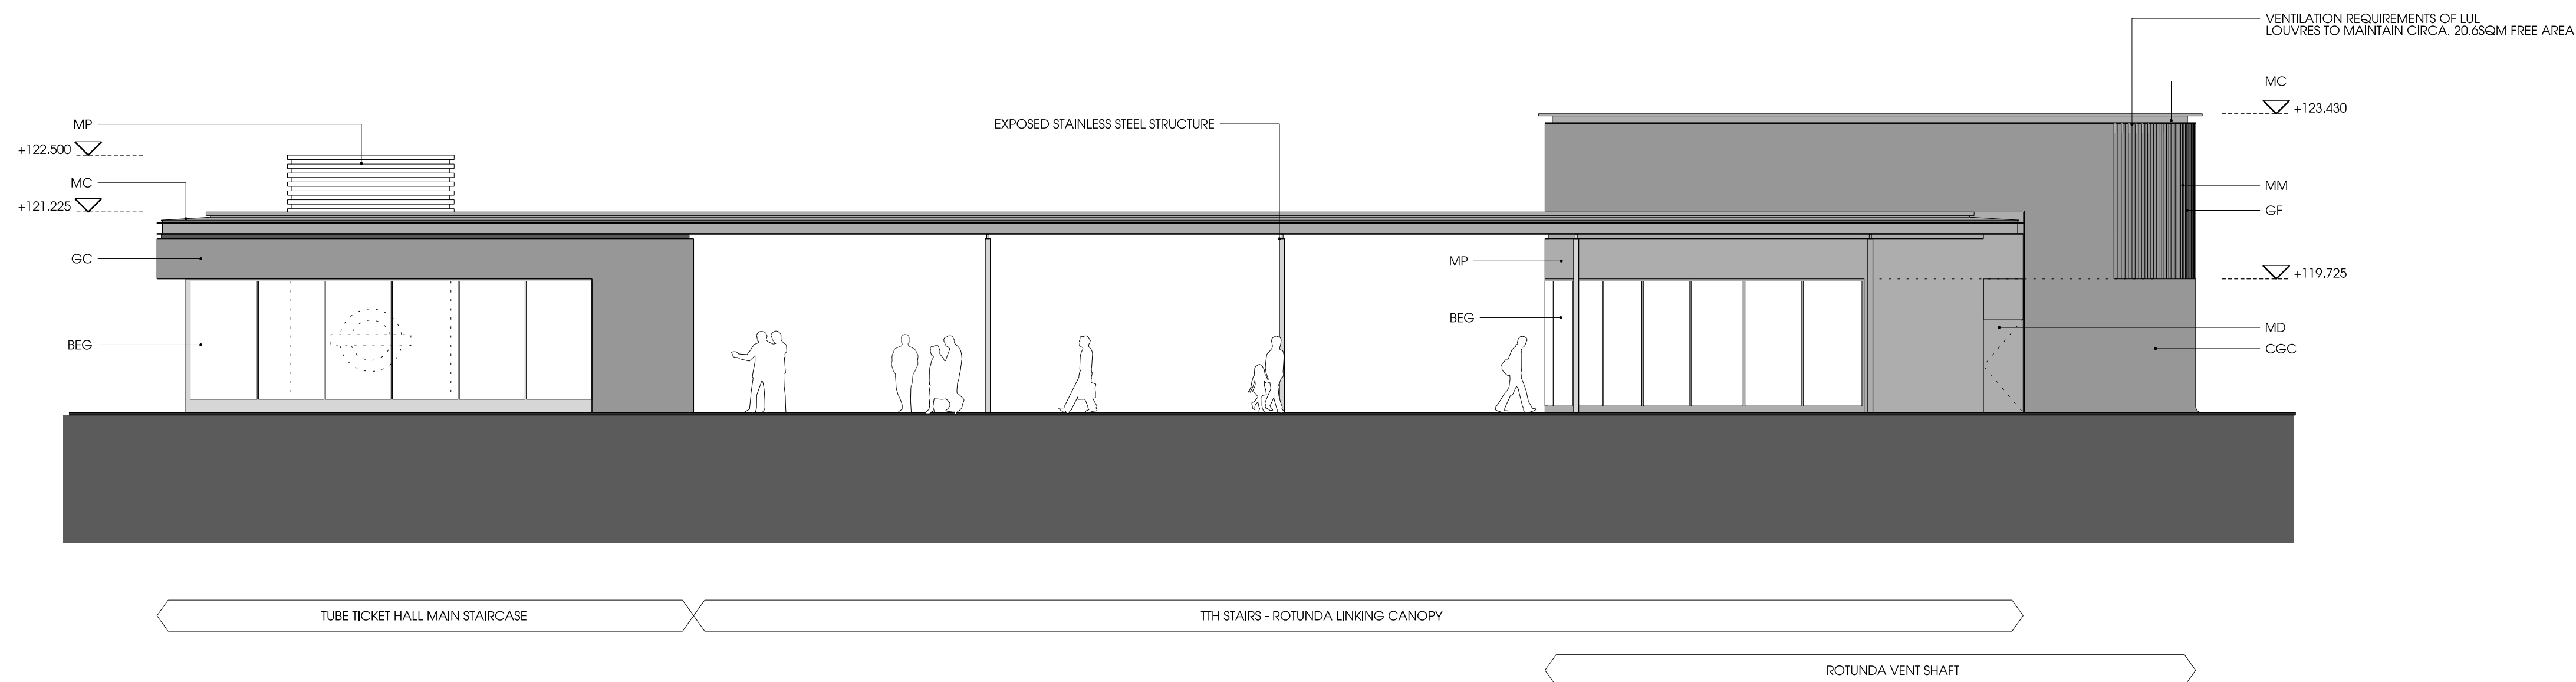 VENTILATION REQUIREMENTS OF LUL
LOUVRES TO MAINTAIN CIRCA. 20.6SQM FREE AREA
MC
+123.430
MP
EXPOSED STAINLESS STEEL STRUCTURE
+122.500
MC
MM
+121.225
GF
GC
MP
+119.725
BEG
MD
BEG
CGC
TUBE TICKET HALL MAIN STAIRCASE
TTH STAIRS - ROTUNDA LINKING CANOPY
ROTUNDA VENT SHAFT